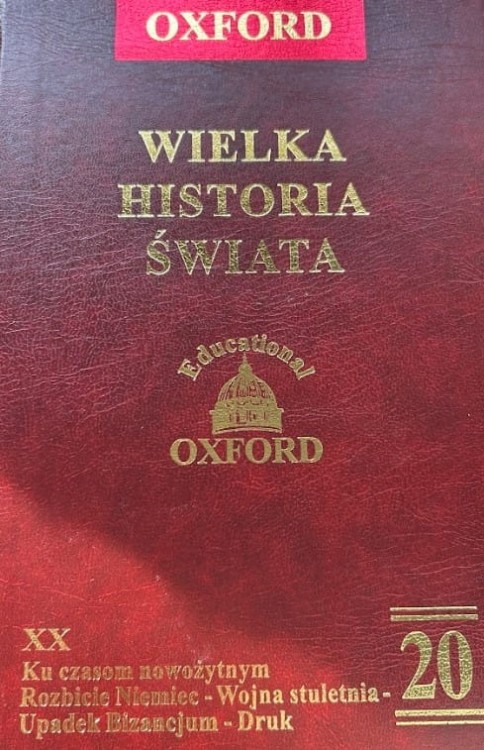 OXFORD
WIELKA
HISTORIA
ŚWIATA
Educational
OXFORD
XX
Ku czasom nowożytnym
Rozbicie Niemiec - Wojna stuletnia -
Upadek Bizancjum - Druk
20